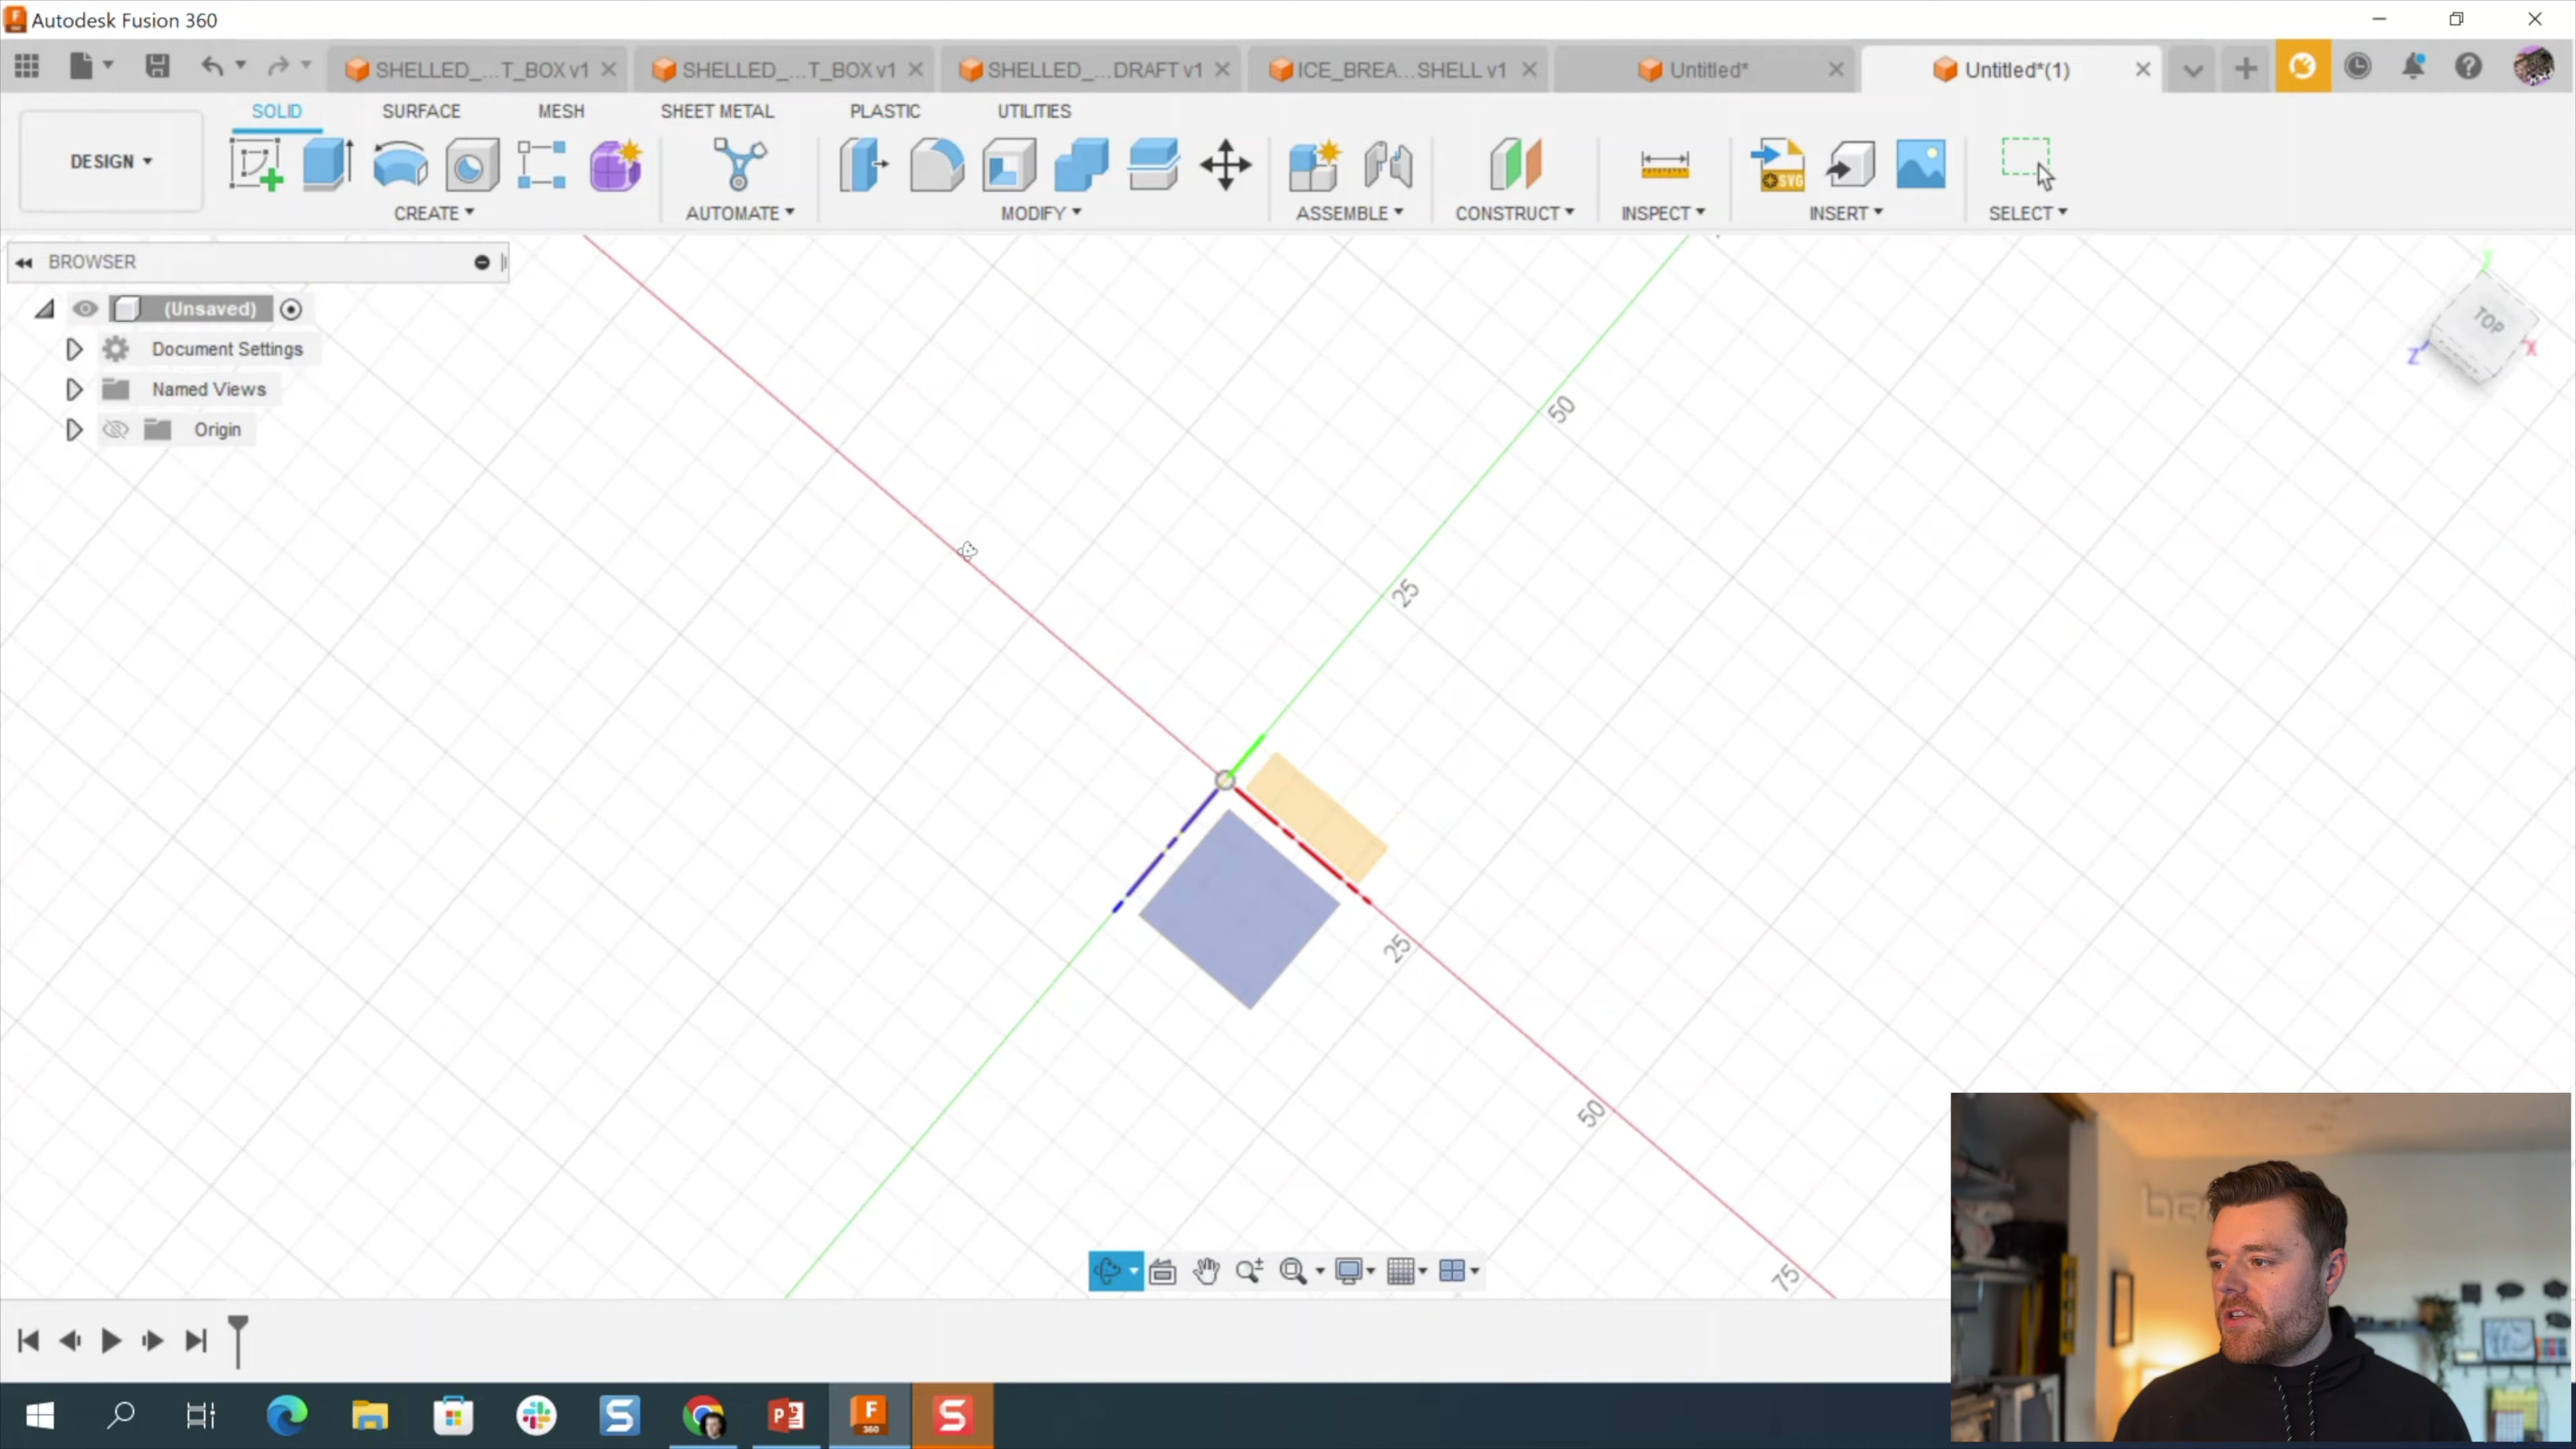 Autodesk Fusion 360
SHELLED_...T_BOX v1
SHELLED_...T_BOX v1
SHELLED_...DRAFT v1
ICE_BREA...SHELL v1
Untitled*
Untitled*(1)
SOLID
SURFACE
MESH
SHEET METAL
PLASTIC
UTILITIES
DESIGN
SVG
CREATE
AUTOMATE
MODIFY
ASSEMBLE
CONSTRUCT
INSPECT
INSERT
SELECT
BROWSER
(Unsaved)
Document Settings
Named Views
Origin
Y
TOP
Z
X
50
25
25
50
75
S
P
F
360
S